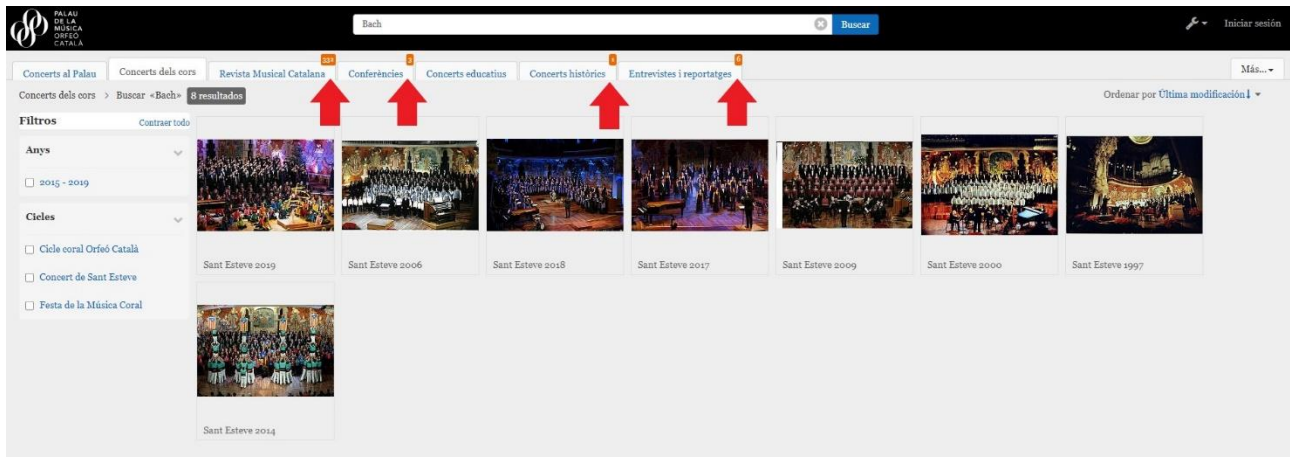 PALAU
DE LA
MÚSICA
ORFEÓ
CATALÀ
Bach
Buscar
Iniciar sesión
Concerts al Palau
Concerts dels cors
Revista Musical Catalana
Conferències
Concerts educatius
Concerts històrics
Entrevistes i reportatges
6
Más...
Concerts dels cors > Buscar «Bach» 8 resultados
Ordenar por Última modificación
Filtros
Contraer todo
Anys
2015 - 2019
Cicles
Cicle coral Orfeó Català
Concert de Sant Esteve
Festa de la Música Coral
Sant Esteve 2019
Sant Esteve 2006
Sant Esteve 2018
Sant Esteve 2017
Sant Esteve 2009
Sant Esteve 2000
Sant Esteve 1997
Sant Esteve 2014